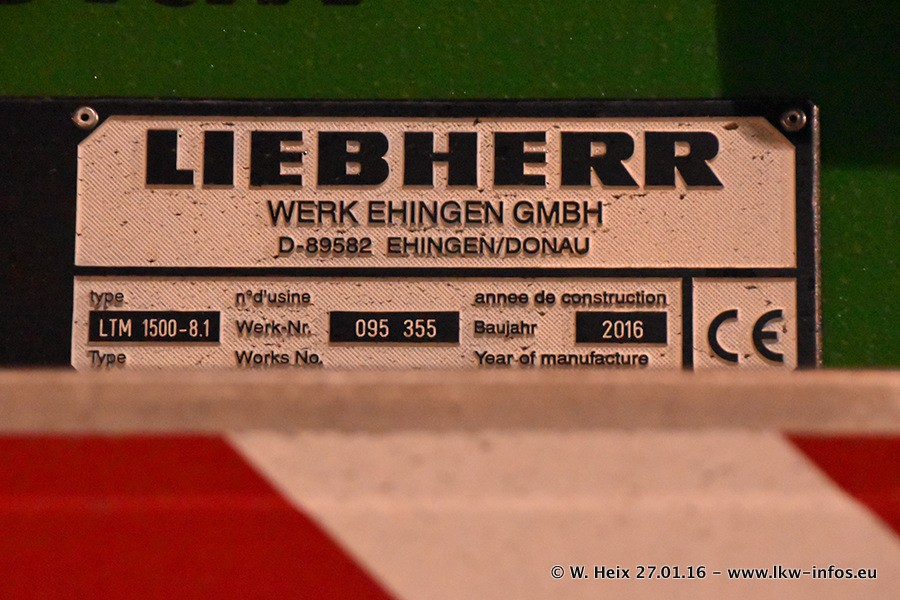 LIEBHERR
WERK EHINGEN GMBH
D-89582 EHINGEN/DONAU
type n°d'usine annee de construction
LTM 1500-8.1 Werk-Nr. 095 355 Baujahr 2016 CE
Type Works No. Year of manufacture
© W. Heix 27.01.16 – www.lkw-infos.eu